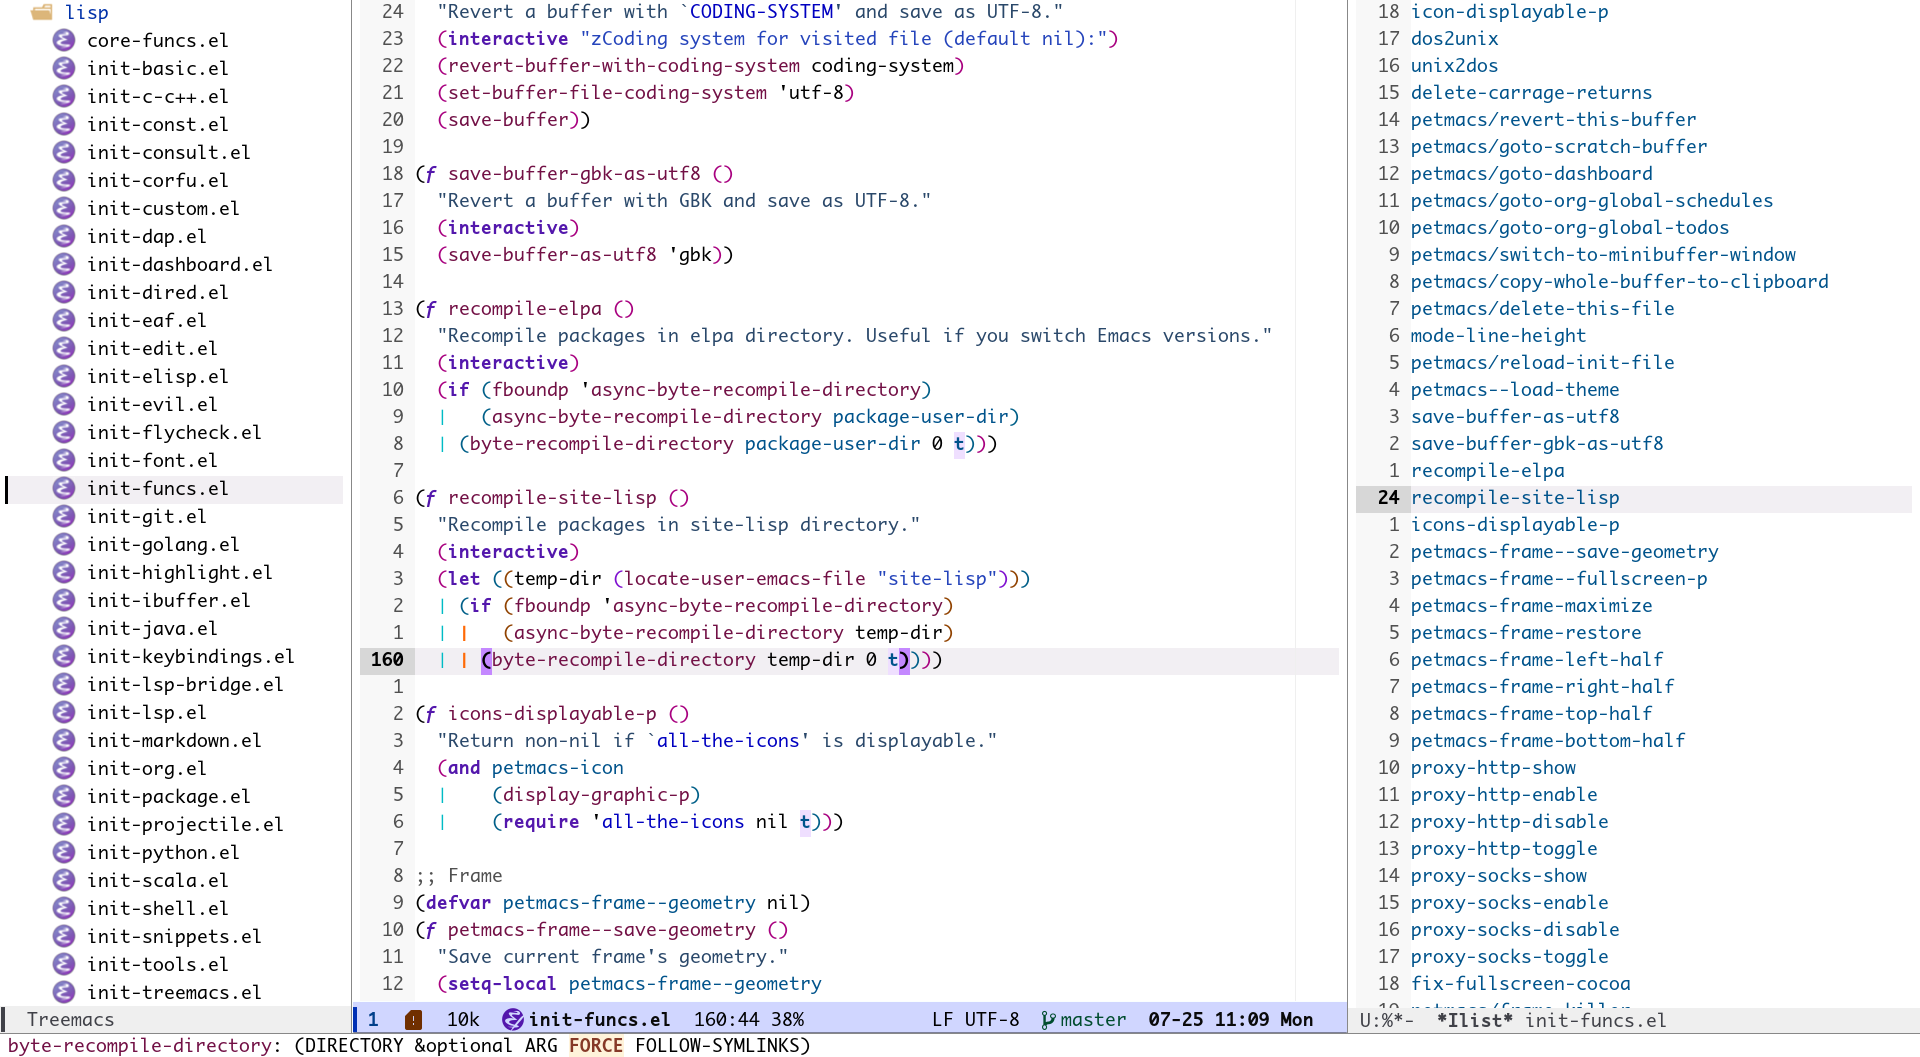 lisp
core-funcs.el
init-basic.el
init-c-c++.el
init-const.el
init-consult.el
init-corfu.el
init-custom.el
init-dap.el
init-dashboard.el
init-dired.el
init-eaf.el
init-edit.el
init-elisp.el
init-evil.el
init-flycheck.el
init-font.el
init-funcs.el
init-git.el
init-golang.el
init-highlight.el
init-ibuffer.el
init-java.el
init-keybindings.el
init-lsp-bridge.el
init-lsp.el
init-markdown.el
init-org.el
init-package.el
init-projectile.el
init-python.el
init-scala.el
init-shell.el
init-snippets.el
init-tools.el
init-treemacs.el
Treemacs
24   "Revert a buffer with `CODING-SYSTEM' and save as UTF-8."
23   (interactive "zCoding system for visited file (default nil):")
22   (revert-buffer-with-coding-system coding-system)
21   (set-buffer-file-coding-system 'utf-8)
20   (save-buffer))
19
18 (f save-buffer-gbk-as-utf8 ()
17   "Revert a buffer with GBK and save as UTF-8."
16   (interactive)
15   (save-buffer-as-utf8 'gbk))
14
13 (f recompile-elpa ()
12   "Recompile packages in elpa directory. Useful if you switch Emacs versions."
11   (interactive)
10   (if (fboundp 'async-byte-recompile-directory)
9   |   (async-byte-recompile-directory package-user-dir)
8   | (byte-recompile-directory package-user-dir 0 t)))
7
6 (f recompile-site-lisp ()
5   "Recompile packages in site-lisp directory."
4   (interactive)
3   (let ((temp-dir (locate-user-emacs-file "site-lisp")))
2   | (if (fboundp 'async-byte-recompile-directory)
1   | |   (async-byte-recompile-directory temp-dir)
160   | | (byte-recompile-directory temp-dir 0 t))))
1
2 (f icons-displayable-p ()
3   "Return non-nil if `all-the-icons' is displayable."
4   (and petmacs-icon
5   |    (display-graphic-p)
6   |    (require 'all-the-icons nil t)))
7
8 ;; Frame
9 (defvar petmacs-frame--geometry nil)
10 (f petmacs-frame--save-geometry ()
11   "Save current frame's geometry."
12   (setq-local petmacs-frame--geometry
1 ! 10k init-funcs.el 160:44 38% LF UTF-8 master 07-25 11:09 Mon
18 icon-displayable-p
17 dos2unix
16 unix2dos
15 delete-carrage-returns
14 petmacs/revert-this-buffer
13 petmacs/goto-scratch-buffer
12 petmacs/goto-dashboard
11 petmacs/goto-org-global-schedules
10 petmacs/goto-org-global-todos
9 petmacs/switch-to-minibuffer-window
8 petmacs/copy-whole-buffer-to-clipboard
7 petmacs/delete-this-file
6 mode-line-height
5 petmacs/reload-init-file
4 petmacs--load-theme
3 save-buffer-as-utf8
2 save-buffer-gbk-as-utf8
1 recompile-elpa
24 recompile-site-lisp
1 icons-displayable-p
2 petmacs-frame--save-geometry
3 petmacs-frame--fullscreen-p
4 petmacs-frame-maximize
5 petmacs-frame-restore
6 petmacs-frame-left-half
7 petmacs-frame-right-half
8 petmacs-frame-top-half
9 petmacs-frame-bottom-half
10 proxy-http-show
11 proxy-http-enable
12 proxy-http-disable
13 proxy-http-toggle
14 proxy-socks-show
15 proxy-socks-enable
16 proxy-socks-disable
17 proxy-socks-toggle
18 fix-fullscreen-cocoa
U:%*-  *Ilist* init-funcs.el
byte-recompile-directory: (DIRECTORY &optional ARG FORCE FOLLOW-SYMLINKS)